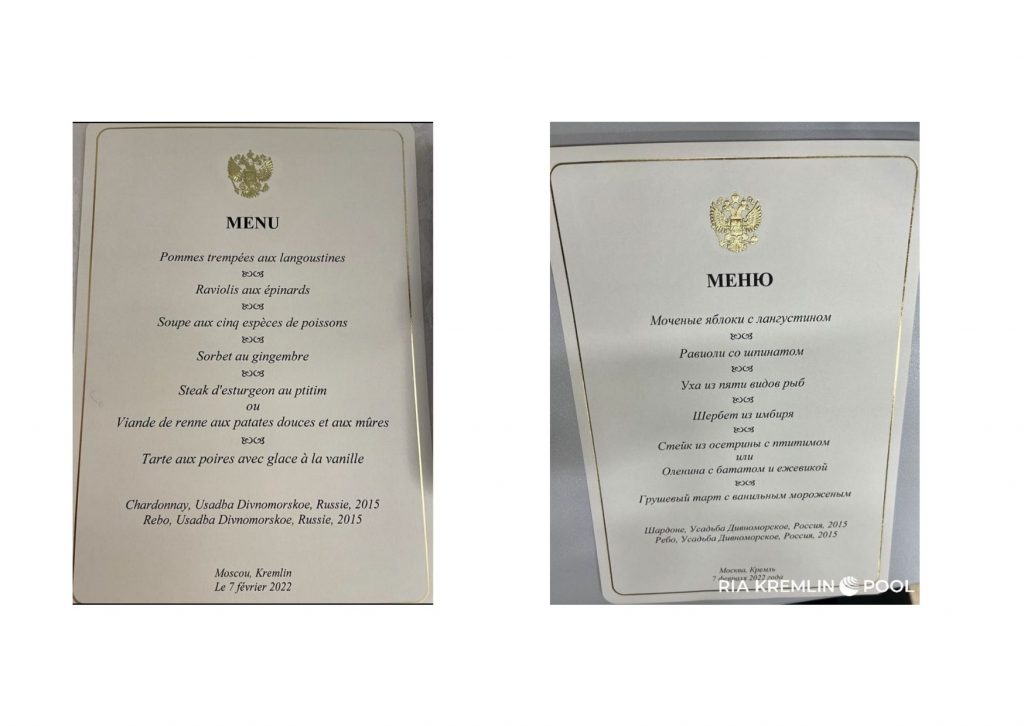 MENU
Pommes trempées aux langoustines
Raviolis aux épinards
Soupe aux cinq espèces de poissons
Sorbet au gingembre
Steak d'esturgeon au ptitim
ou
Viande de renne aux patates douces et aux mûres
Tarte aux poires avec glace à la vanille
Chardonnay, Usadba Divnomorskoe, Russie, 2015
Rebo, Usadba Divnomorskoe, Russie, 2015
Moscou, Kremlin
Le 7 février 2022
МЕНЮ
Моченые яблоки с лангустином
Равиоли со шпинатом
Уха из пяти видов рыб
Шербет из имбиря
Стейк из осетрины с птитимом
или
Оленина с бататом и ежевикой
Грушевый тарт с ванильным мороженым
Шардоне, Усадьба Дивноморское, Россия, 2015
Ребо, Усадьба Дивноморское, Россия, 2015
Москва, Кремль
7 февраля 2022 года
RIA KREMLIN POOL